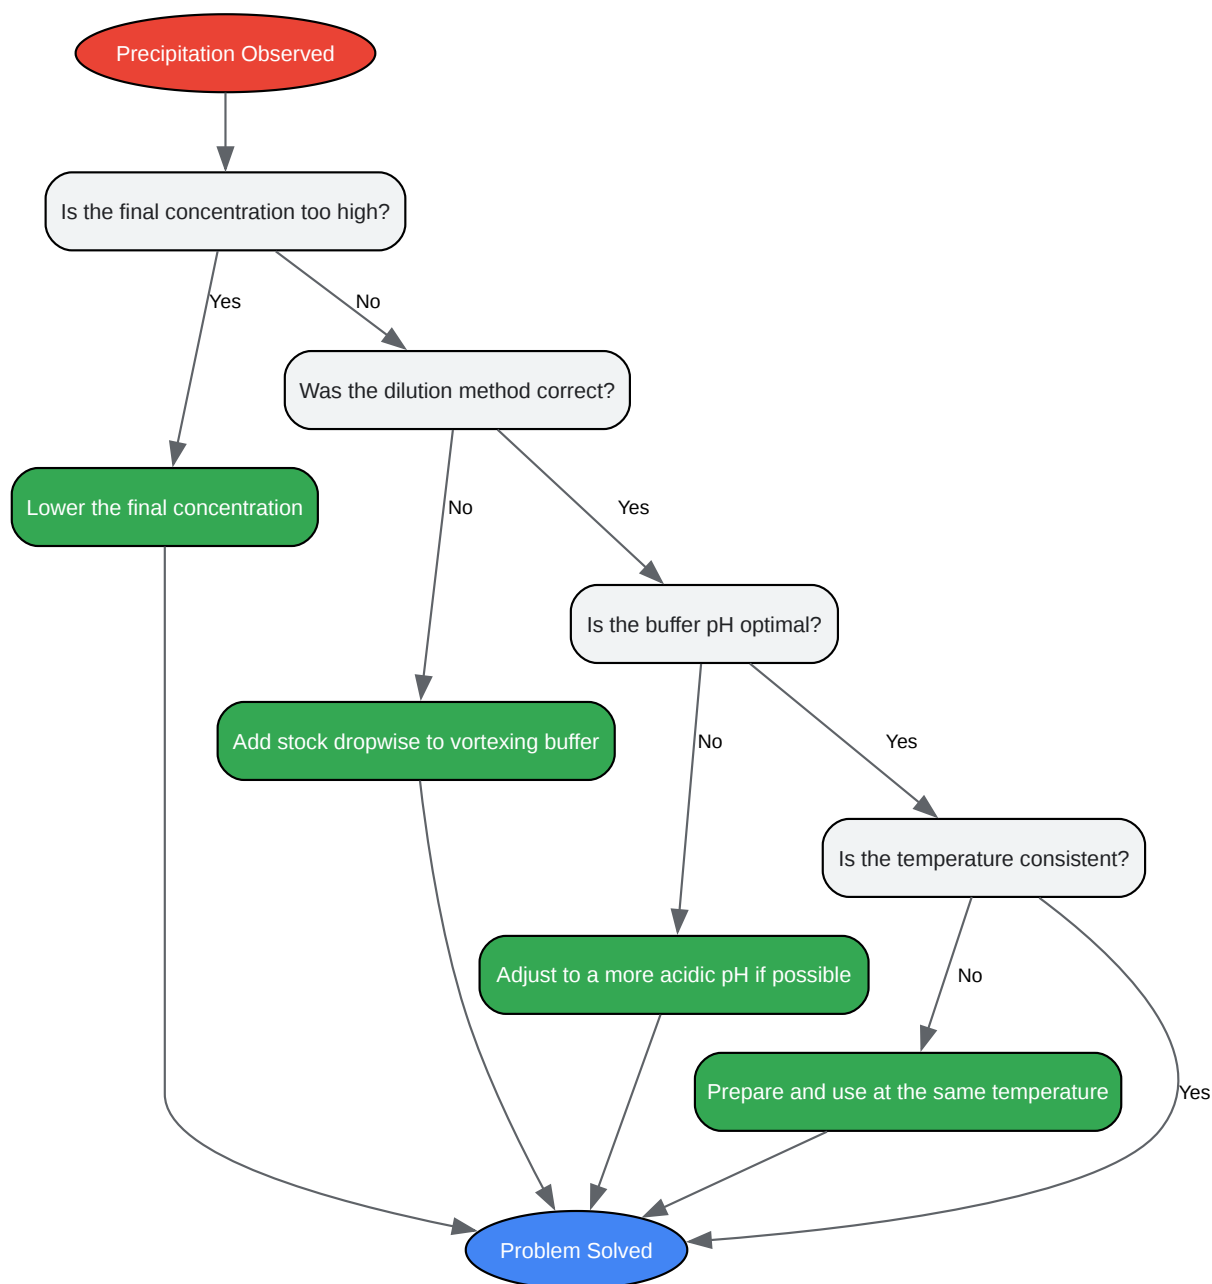 Precipitation Observed
Is the final concentration too high?
Yes
No
Was the dilution method correct?
Lower the final concentration
No
Yes
Is the buffer pH optimal?
Add stock dropwise to vortexing buffer
No
Yes
Is the temperature consistent?
Adjust to a more acidic pH if possible
No
Prepare and use at the same temperature
Yes
Problem Solved